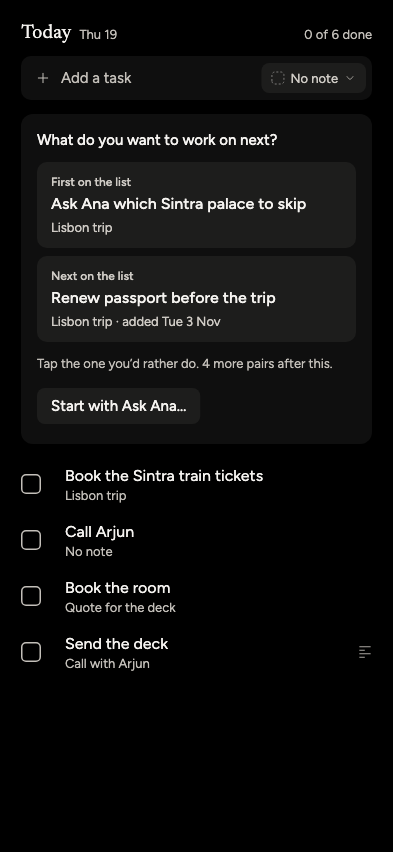 Today Thu 19 0 of 6 done
Add a task No note
What do you want to work on next?
First on the list
Ask Ana which Sintra palace to skip
Lisbon trip
Next on the list
Renew passport before the trip
Lisbon trip · added Tue 3 Nov
Tap the one you’d rather do. 4 more pairs after this.
Start with Ask Ana...
Book the Sintra train tickets
Lisbon trip
Call Arjun
No note
Book the room
Quote for the deck
Send the deck
Call with Arjun